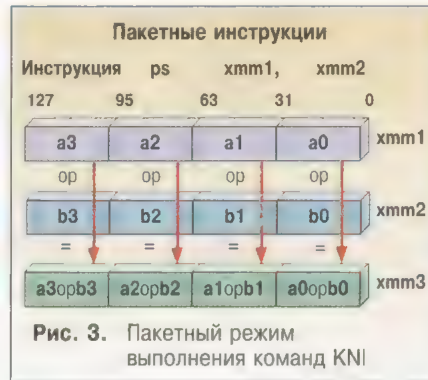 Пакетные инструкции
Инструкция ps xmm1, xmm2
127 95 63 31 0
a3 a2 a1 a0 xmm1
op op op op
b3 b2 b1 b0 xmm2
= = = =
a3opb3 a2opb2 a1opb1 a0opb0 xmm3
Рис. 3. Пакетный режим
выполнения команд KNI